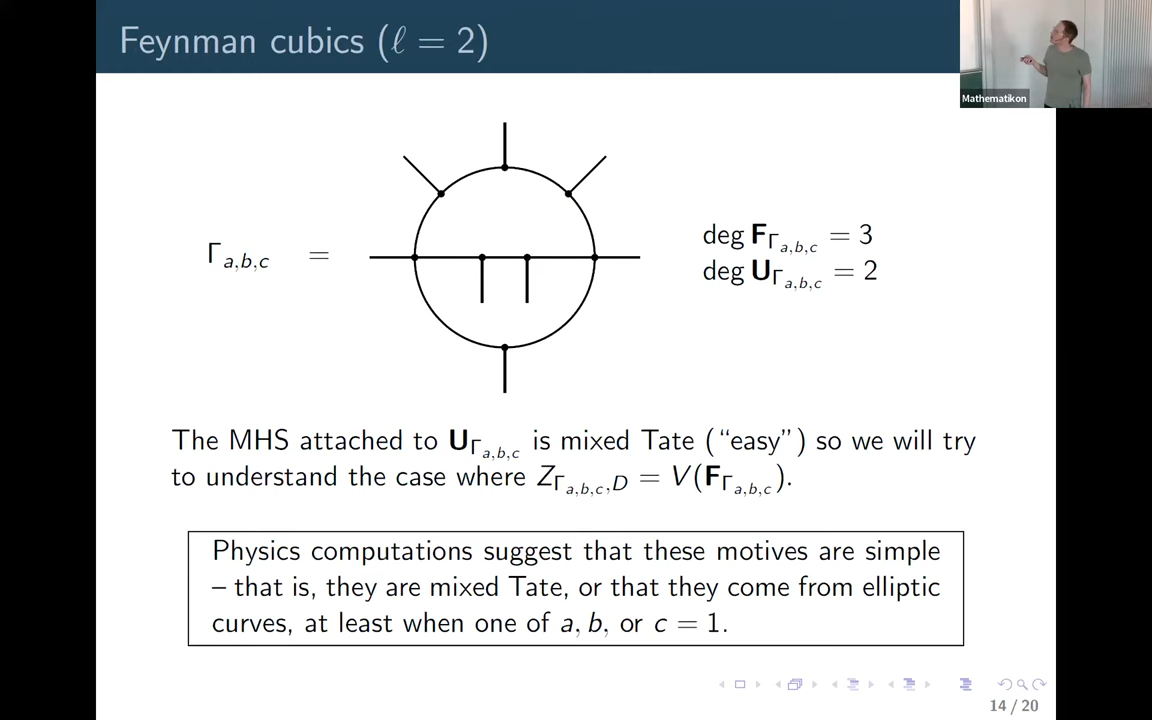 Feynman cubics (ℓ = 2)
Mathematikon
Γ_{a,b,c} =
deg F_{Γ_{a,b,c}} = 3
deg U_{Γ_{a,b,c}} = 2
The MHS attached to U_{Γ_{a,b,c}} is mixed Tate (“easy”) so we will try
to understand the case where Z_{Γ_{a,b,c},D} = V(F_{Γ_{a,b,c}}).
Physics computations suggest that these motives are simple
– that is, they are mixed Tate, or that they come from elliptic
curves, at least when one of a, b, or c = 1.
14 / 20